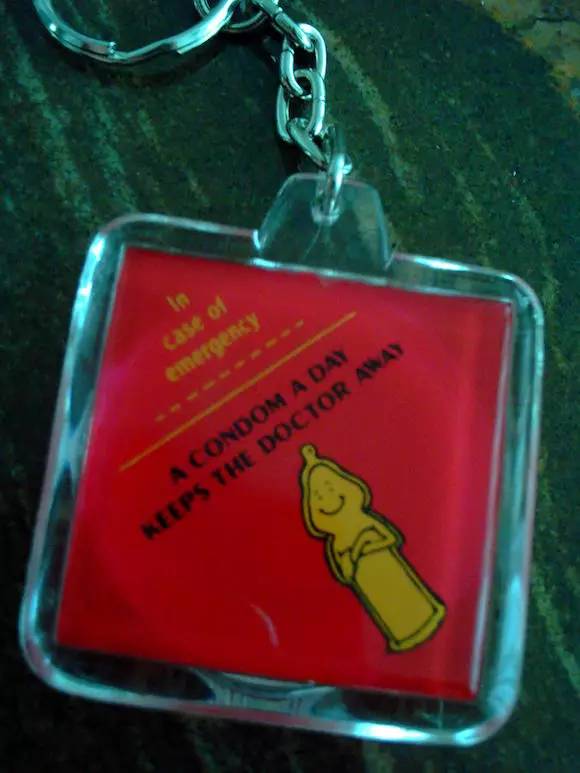 In
case of
emergency
A CONDOM A DAY
KEEPS THE DOCTOR AWAY